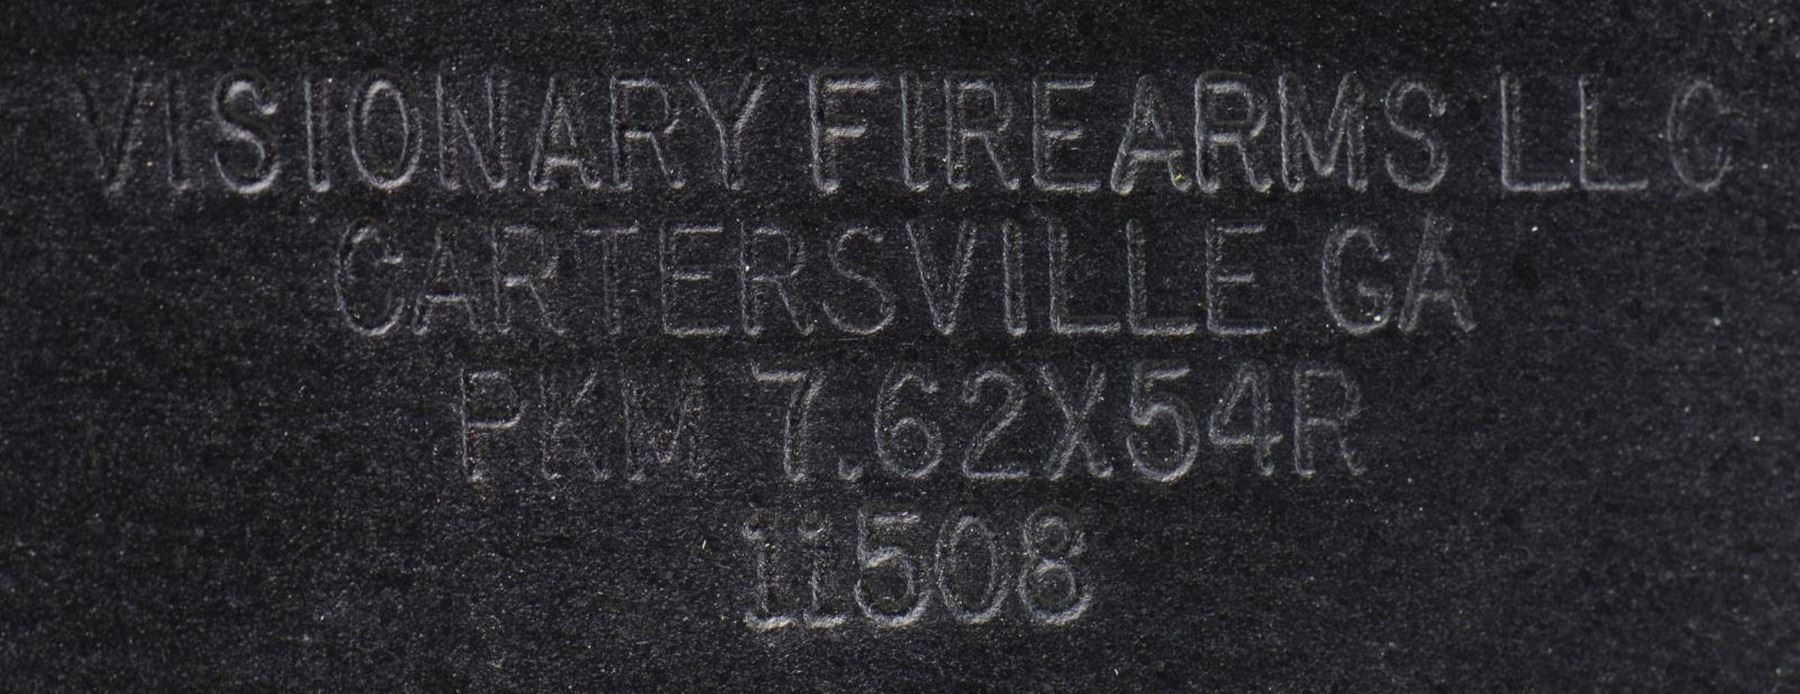 VISIONARY FIREARMS LLC
CARTERSVILLE GA
PKM 7.62X54R
11508